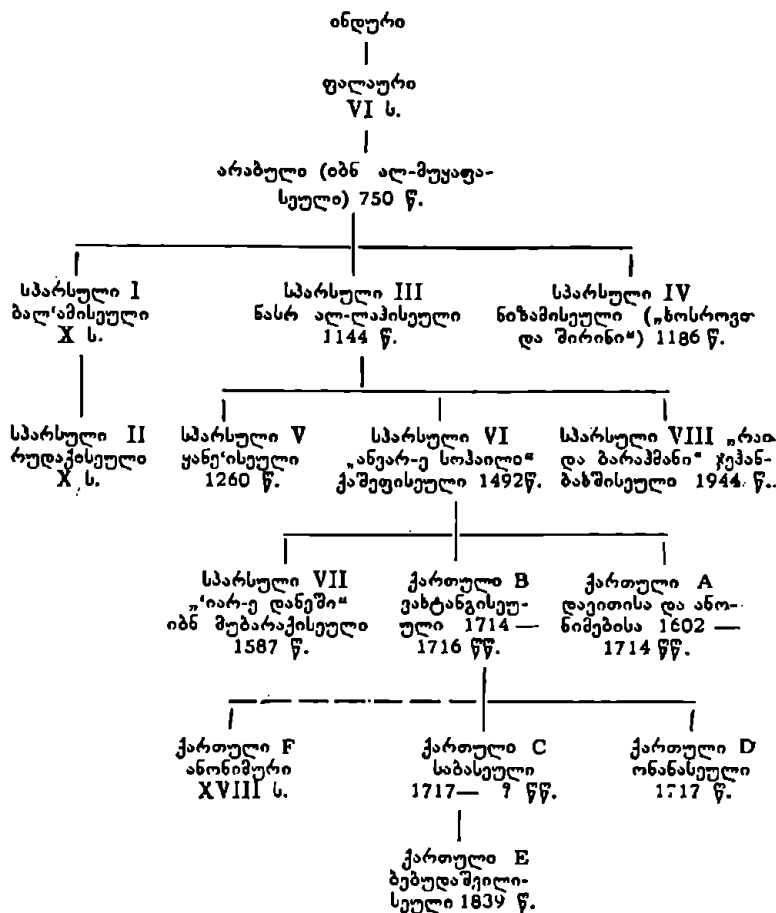 ინდური
ფალაური
VI ს.
არაბული (იბნ ალ-მუყაფა-
სეული) 750 წ.
სპარსული I
ბალ‘ამისეული
X ს.
სპარსული III
ნასრ ალ-ლაჰისეული
1144 წ.
სპარსული IV
ნიზამისეული („ხოსროვი
და შირინი“) 1186 წ.
სპარსული II
რუდაქისეული
X ს.
სპარსული V
ყანე‘ისეული
1260 წ.
სპარსული VI
„ანვარ-ე სოჰაილი“
ქაშეფისეული 1492წ.
სპარსული VIII „რაი
და ბარაჰმანი“ ჯეჰან-
ბახშისეული 1944 წ.
სპარსული VII
„‘იარ-ე დანეში“
იბნ მუბარაქისეული
1587 წ.
ქართული B
ვახტანგისეუ-
ული 1714 —
1716 წწ.
ქართული A
დავითისა და ანო-
ნიმებისა 1602 —
1714 წწ.
ქართული F
ანონიმური
XVIII ს.
ქართული C
საბასეული
1717— ? წწ.
ქართული D
ონანასეული
1717 წ.
ქართული E
ბებუდაშვილი-
სეული 1839 წ.